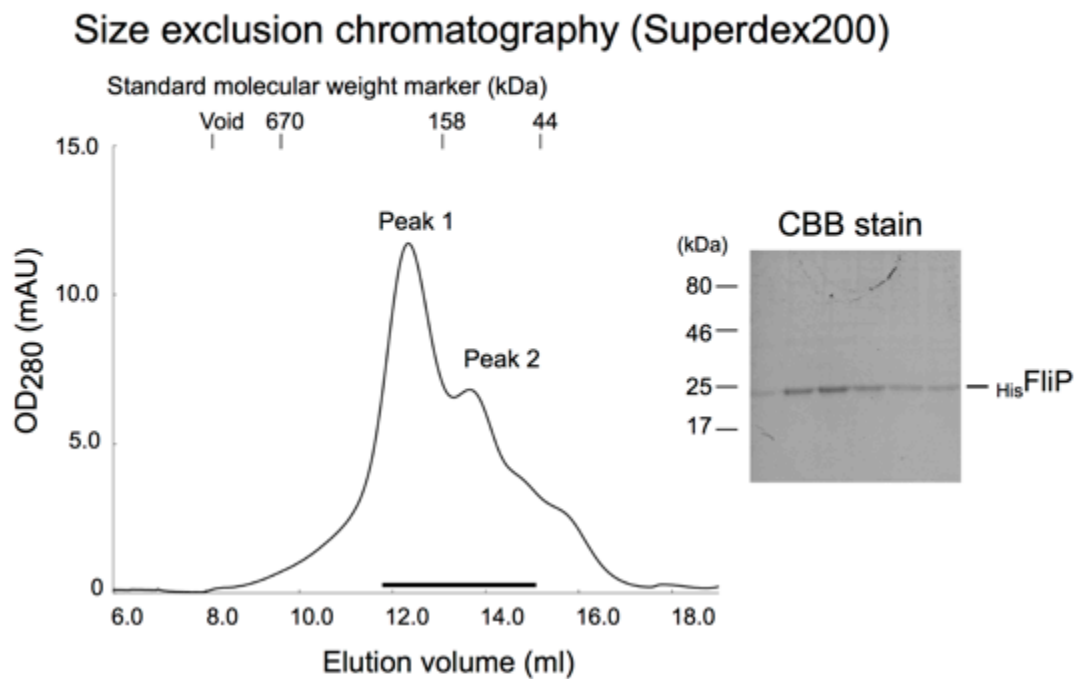 Size exclusion chromatography (Superdex200)
Standard molecular weight marker (kDa)
Void 670 158 44
15.0
Peak 1
10.0
Peak 2
5.0
0
OD280 (mAU)
6.0 8.0 10.0 12.0 14.0 16.0 18.0
Elution volume (ml)
CBB stain
(kDa)
80
46
25
17
HisFliP